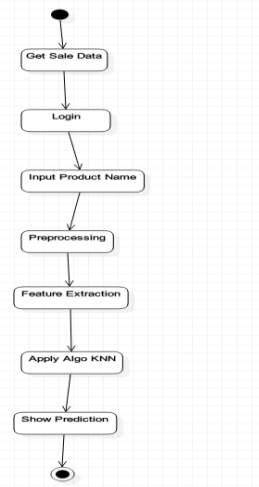 Get Sale Data
Login
Input Product Name
Preprocessing
Feature Extraction
Apply Algo KNN
Show Prediction